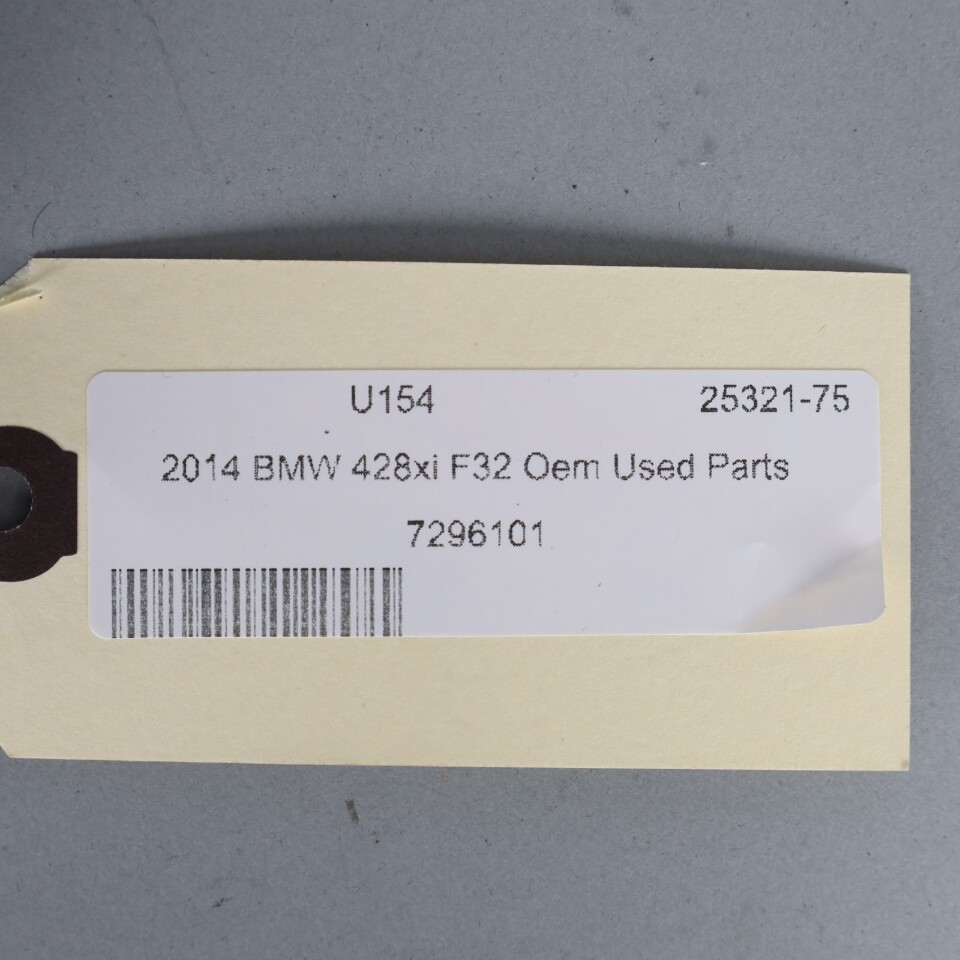 U154 25321-75
2014 BMW 428xi F32 Oem Used Parts
7296101